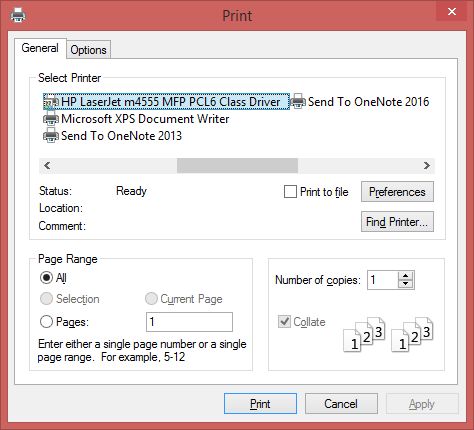 Print
General Options
Select Printer
HP LaserJet m4555 MFP PCL6 Class Driver Send To OneNote 2016
Microsoft XPS Document Writer
Send To OneNote 2013
Status: Ready Print to file Preferences
Location:
Comment: Find Printer...
Page Range
All
Selection Current Page
Pages: 1
Enter either a single page number or a single
page range. For example, 5-12
Number of copies: 1
Collate
1 2 3 1 2 3
Print Cancel Apply